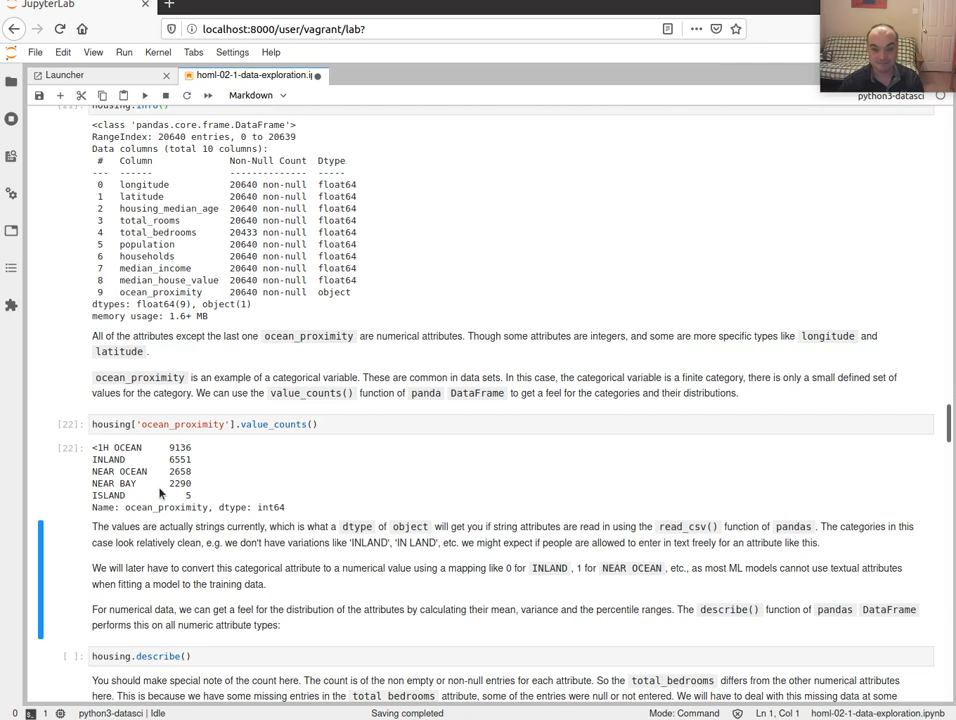 JupyterLab
localhost:8000/user/vagrant/lab?
File Edit View Run Kernel Tabs Settings Help
Launcher
homl-02-1-data-exploration.ij
Markdown
python3-datasci
[21]: housing.info()
<class 'pandas.core.frame.DataFrame'>
RangeIndex: 20640 entries, 0 to 20639
Data columns (total 10 columns):
# Column Non-Null Count Dtype
--- ------ -------------- -----
0 longitude 20640 non-null float64
1 latitude 20640 non-null float64
2 housing_median_age 20640 non-null float64
3 total_rooms 20640 non-null float64
4 total_bedrooms 20433 non-null float64
5 population 20640 non-null float64
6 households 20640 non-null float64
7 median_income 20640 non-null float64
8 median_house_value 20640 non-null float64
9 ocean_proximity 20640 non-null object
dtypes: float64(9), object(1)
memory usage: 1.6+ MB
All of the attributes except the last one ocean_proximity are numerical attributes. Though some attributes are integers, and some are more specific types like longitude and
latitude .
ocean_proximity is an example of a categorical variable. These are common in data sets. In this case, the categorical variable is a finite category, there is only a small defined set of
values for the category. We can use the value_counts() function of panda DataFrame to get a feel for the categories and their distributions.
[22]: housing['ocean_proximity'].value_counts()
[22]: <1H OCEAN 9136
INLAND 6551
NEAR OCEAN 2658
NEAR BAY 2290
ISLAND 5
Name: ocean_proximity, dtype: int64
The values are actually strings currently, which is what a dtype of object will get you if string attributes are read in using the read_csv() function of pandas . The categories in this
case look relatively clean, e.g. we don't have variations like 'INLAND', 'IN LAND', etc. we might expect if people are allowed to enter in text freely for an attribute like this.
We will later have to convert this categorical attribute to a numerical value using a mapping like 0 for INLAND , 1 for NEAR OCEAN , etc., as most ML models cannot use textual attributes
when fitting a model to the training data.
For numerical data, we can get a feel for the distribution of the attributes by calculating their mean, variance and the percentile ranges. The describe() function of pandas DataFrame
performs this on all numeric attribute types:
[ ]: housing.describe()
You should make special note of the count here. The count is of the non empty or non-null entries for each attribute. So the total_bedrooms differs from the other numerical attributes
here. This is because we have some missing entries in the total_bedrooms attribute, some of the entries were null or not entered. We will have to deal with this missing data at some
0 1 python3-datasci | Idle Saving completed Mode: Command Ln 1, Col 1 homl-02-1-data-exploration.ipynb